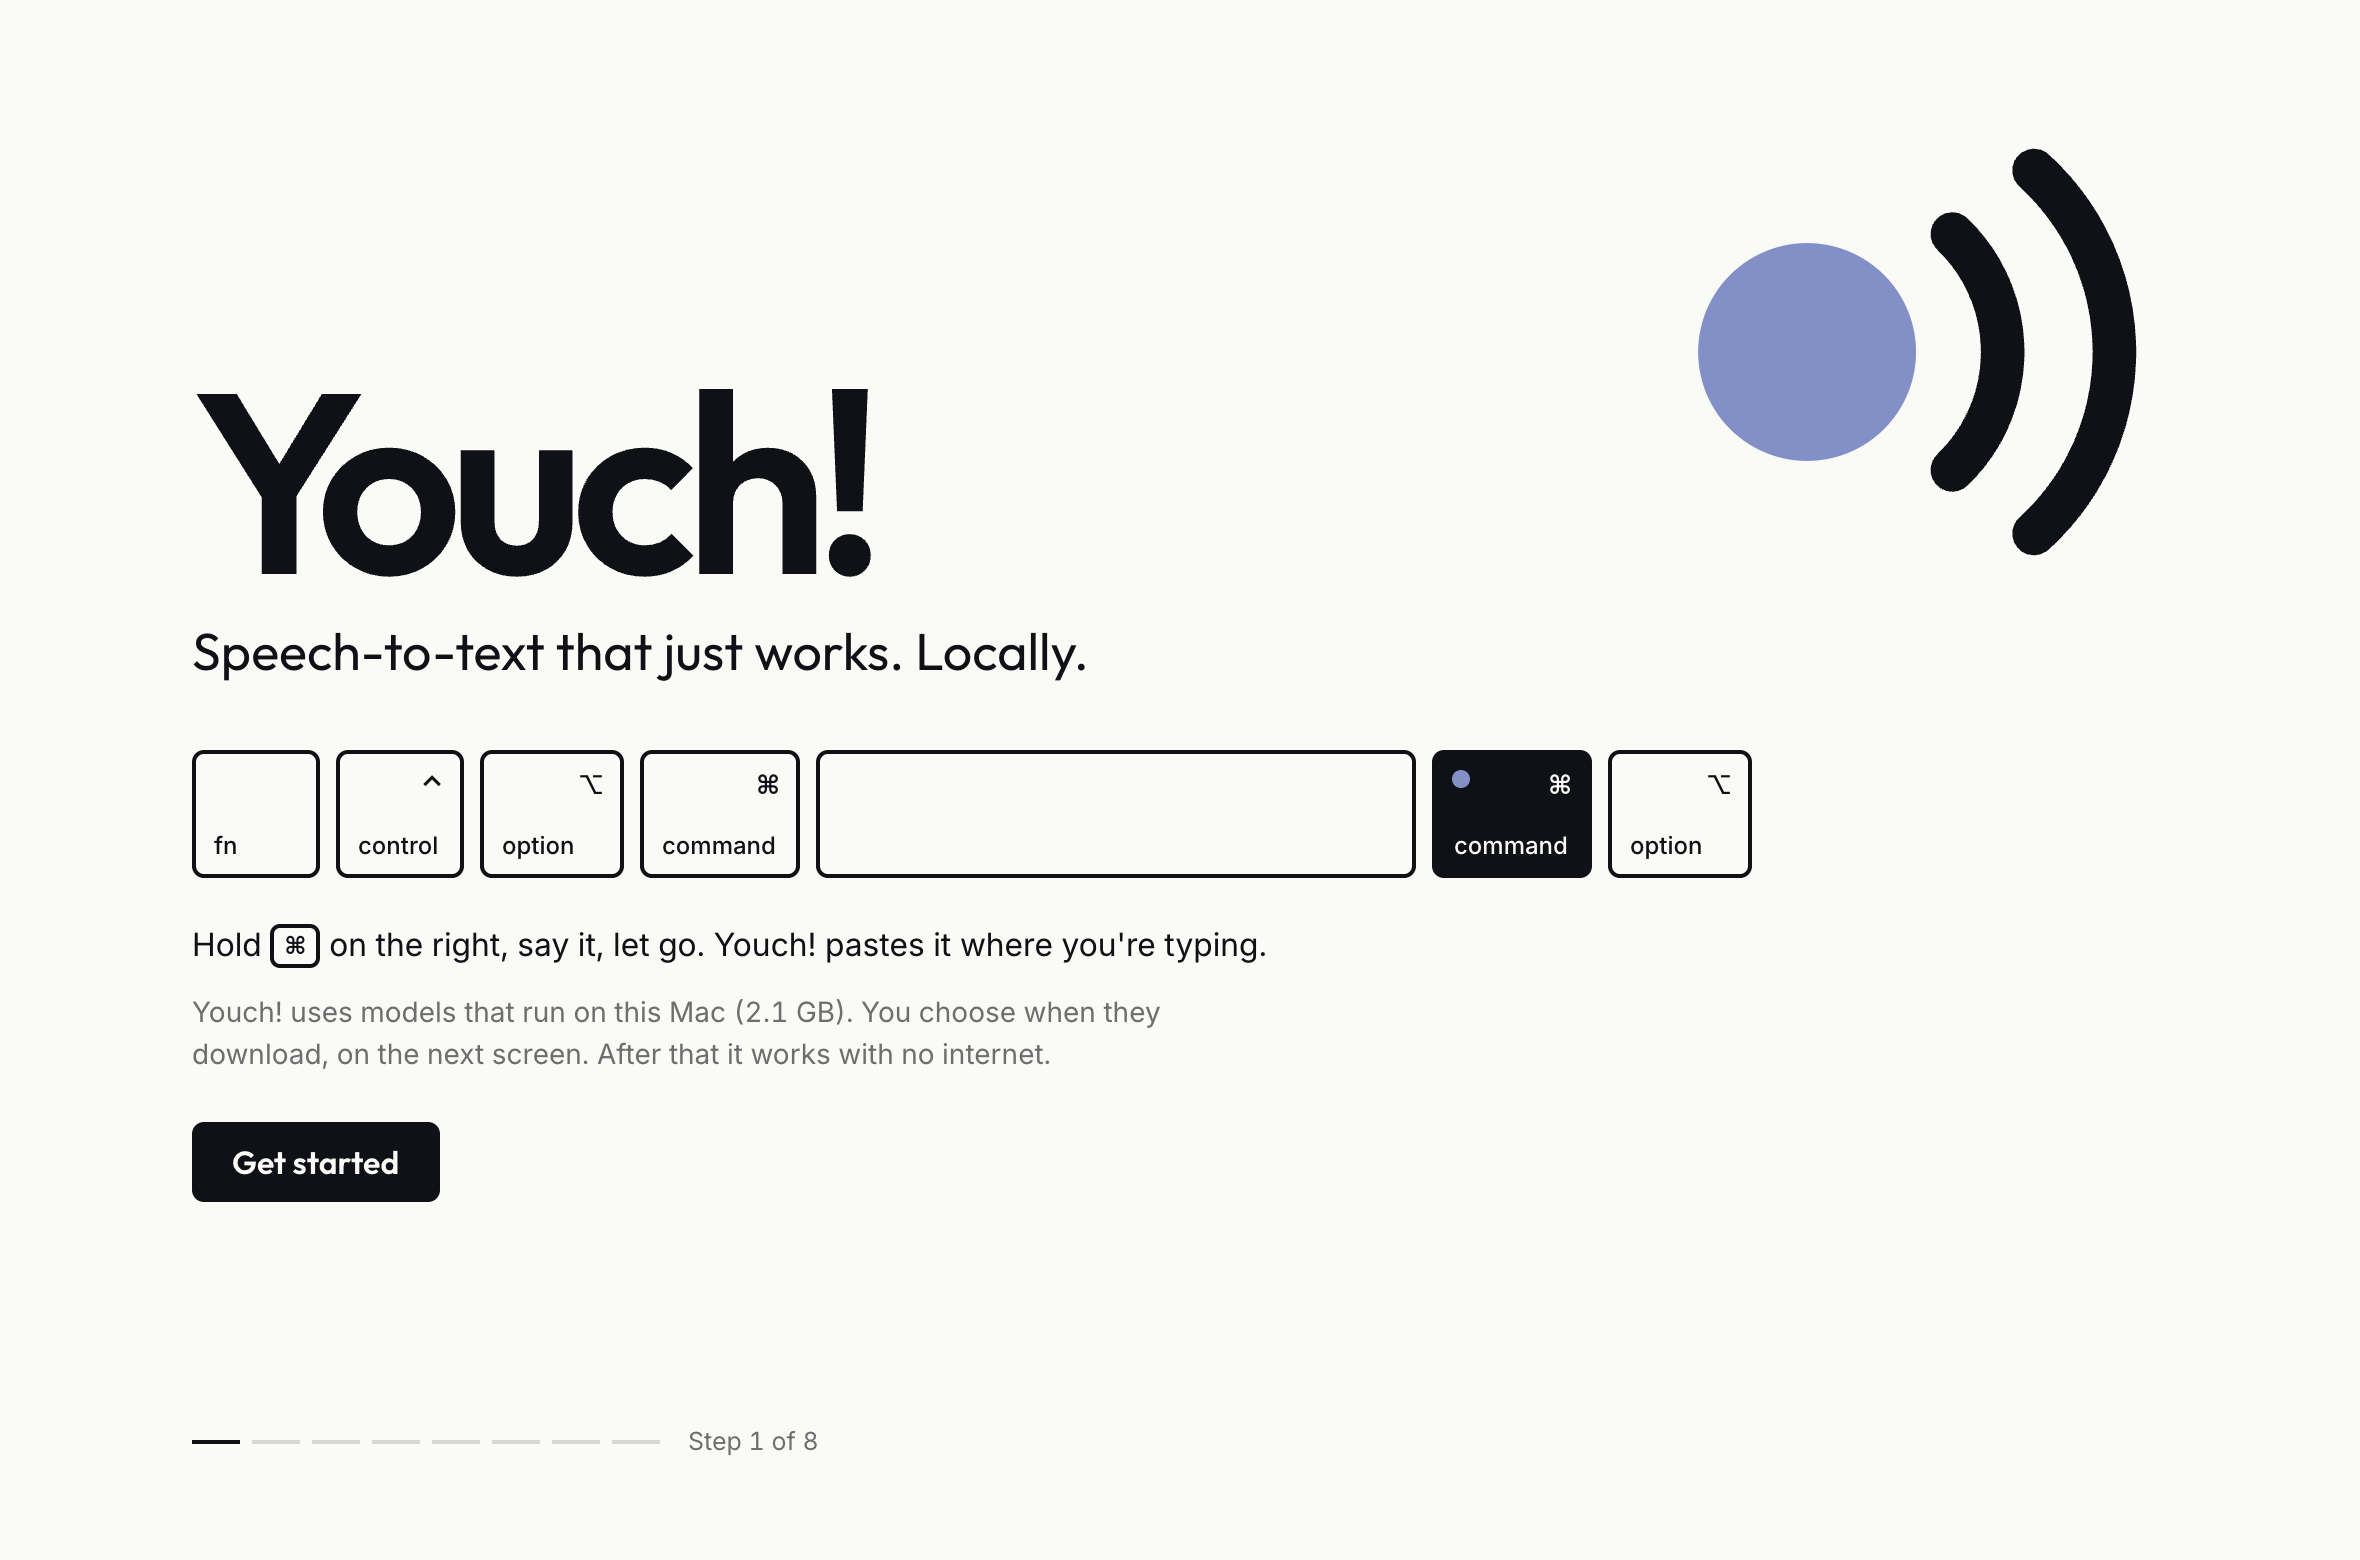 Youch!
Speech-to-text that just works. Locally.
fn
^
control
⌥
option
⌘
command
⌘
command
⌥
option
Hold ⌘ on the right, say it, let go. Youch! pastes it where you're typing.
Youch! uses models that run on this Mac (2.1 GB). You choose when they
download, on the next screen. After that it works with no internet.
Get started
Step 1 of 8